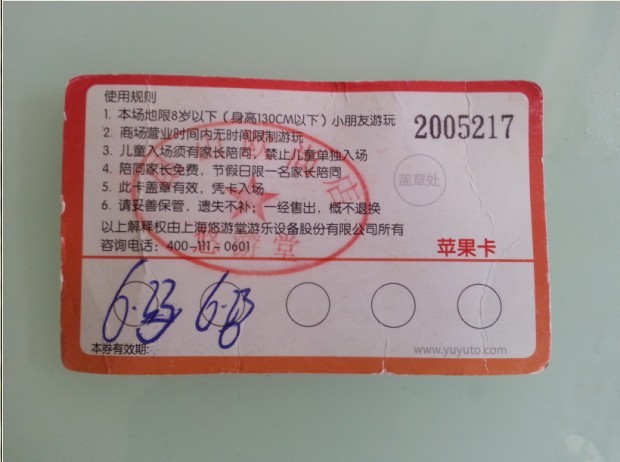 使用规则
1. 本场地限8岁以下（身高130CM以下）小朋友游玩
2. 商场营业时间内无时间限制游玩
3. 儿童入场须有家长陪同，禁止儿童单独入场
4. 陪同家长免费，节假日限一名家长陪同
5. 此卡盖章有效，凭卡入场
6. 请妥善保管，遗失不补；一经售出，概不退换
以上解释权由上海悠游堂游乐设备股份有限公司所有
咨询电话：400-111-0601
2005217
盖章处
苹果卡
悠游堂
本券有效期：
www.yuyuto.com